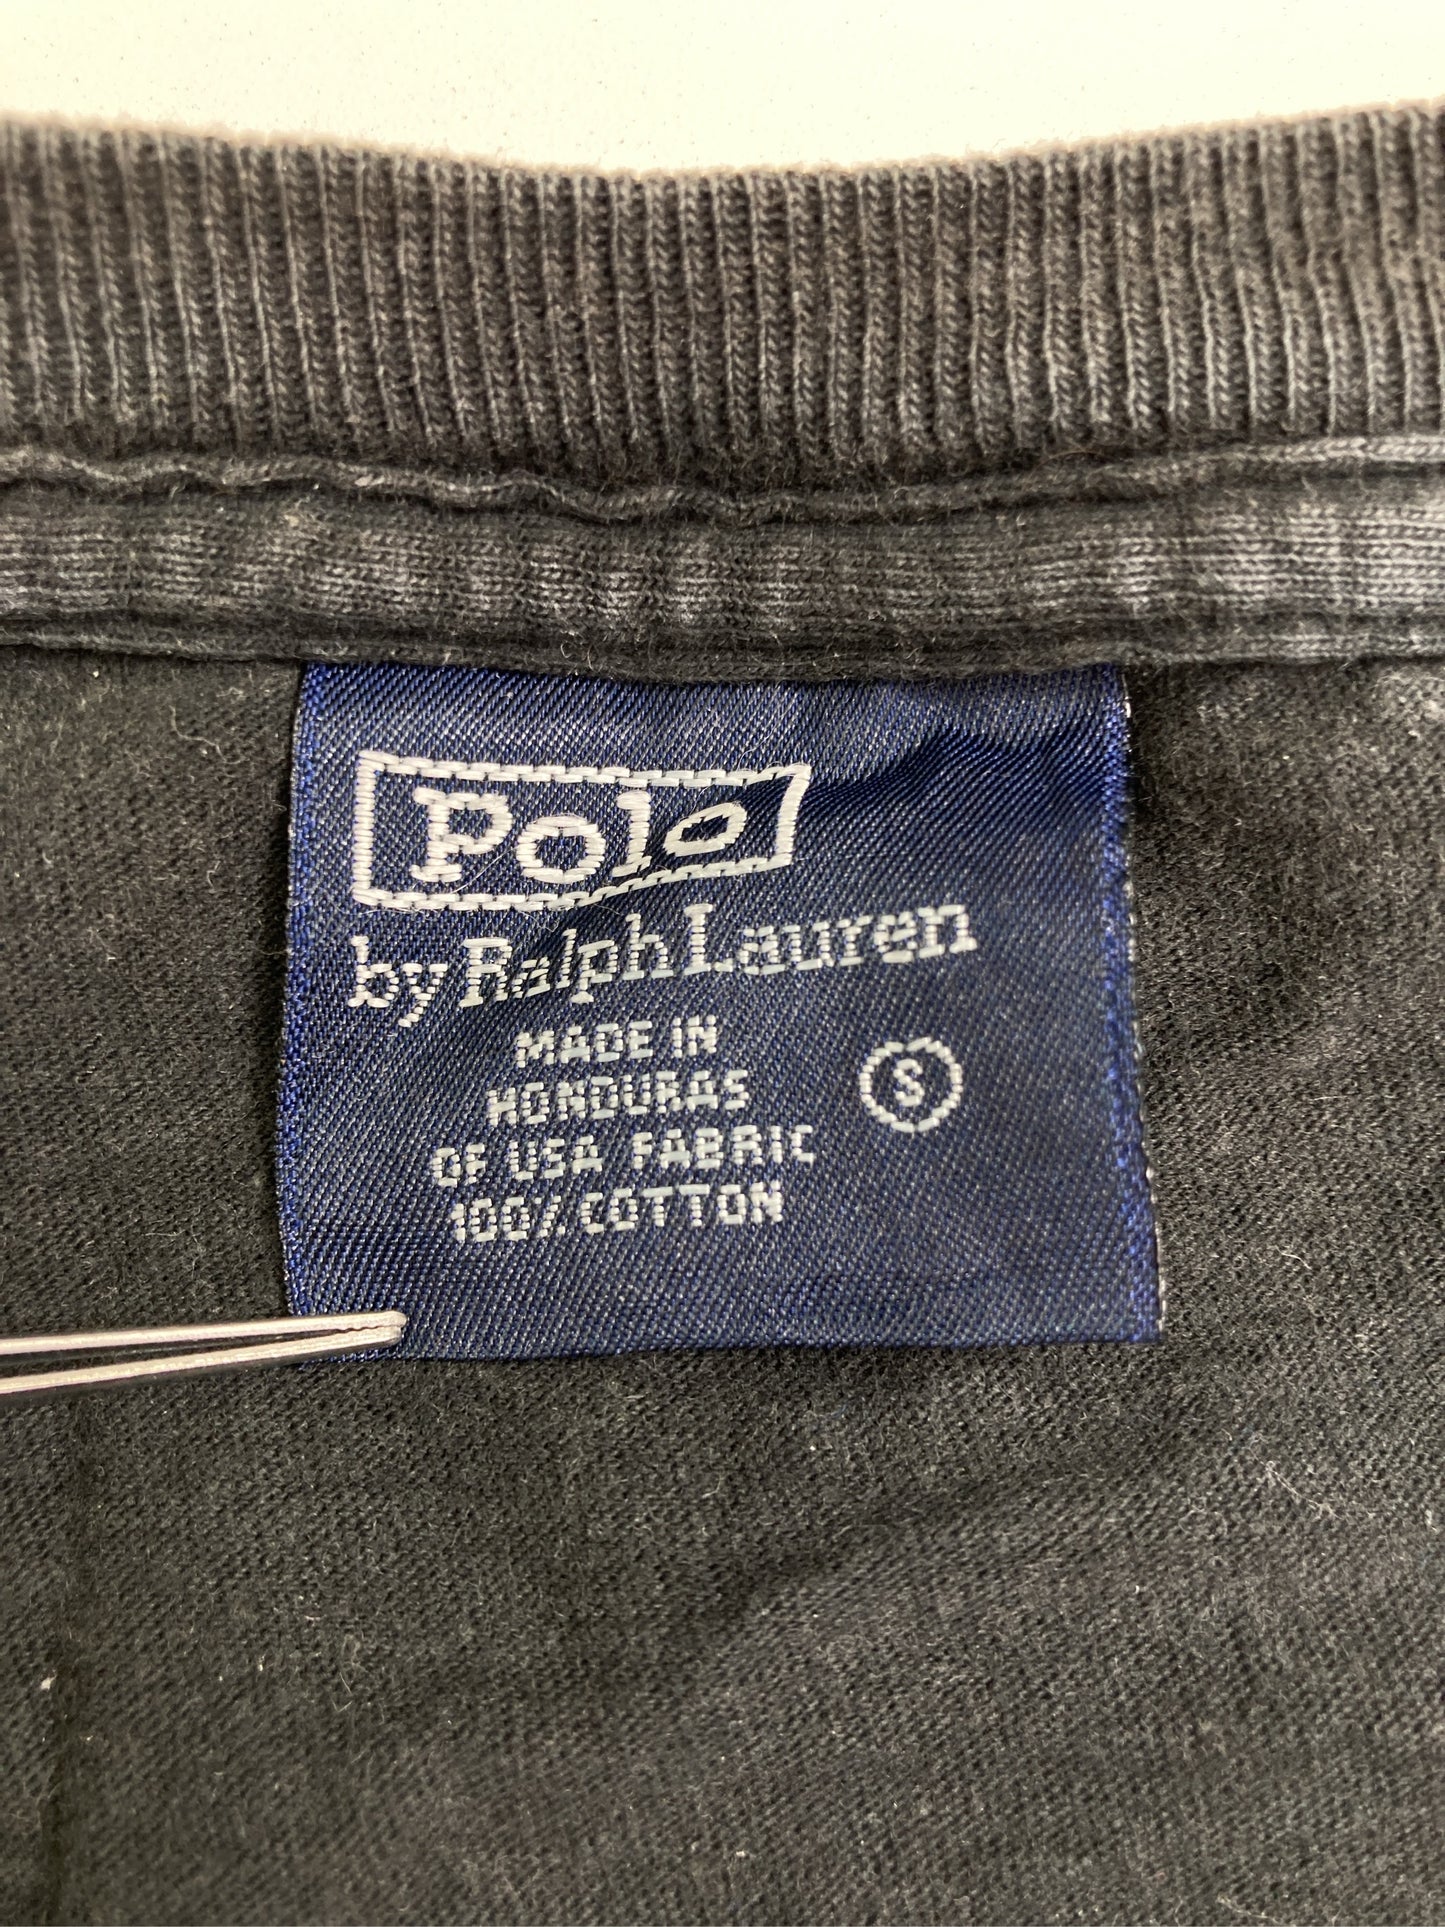 Polo
by Ralph Lauren
MADE IN
HONDURAS
OF USA FABRIC
100% COTTON
S